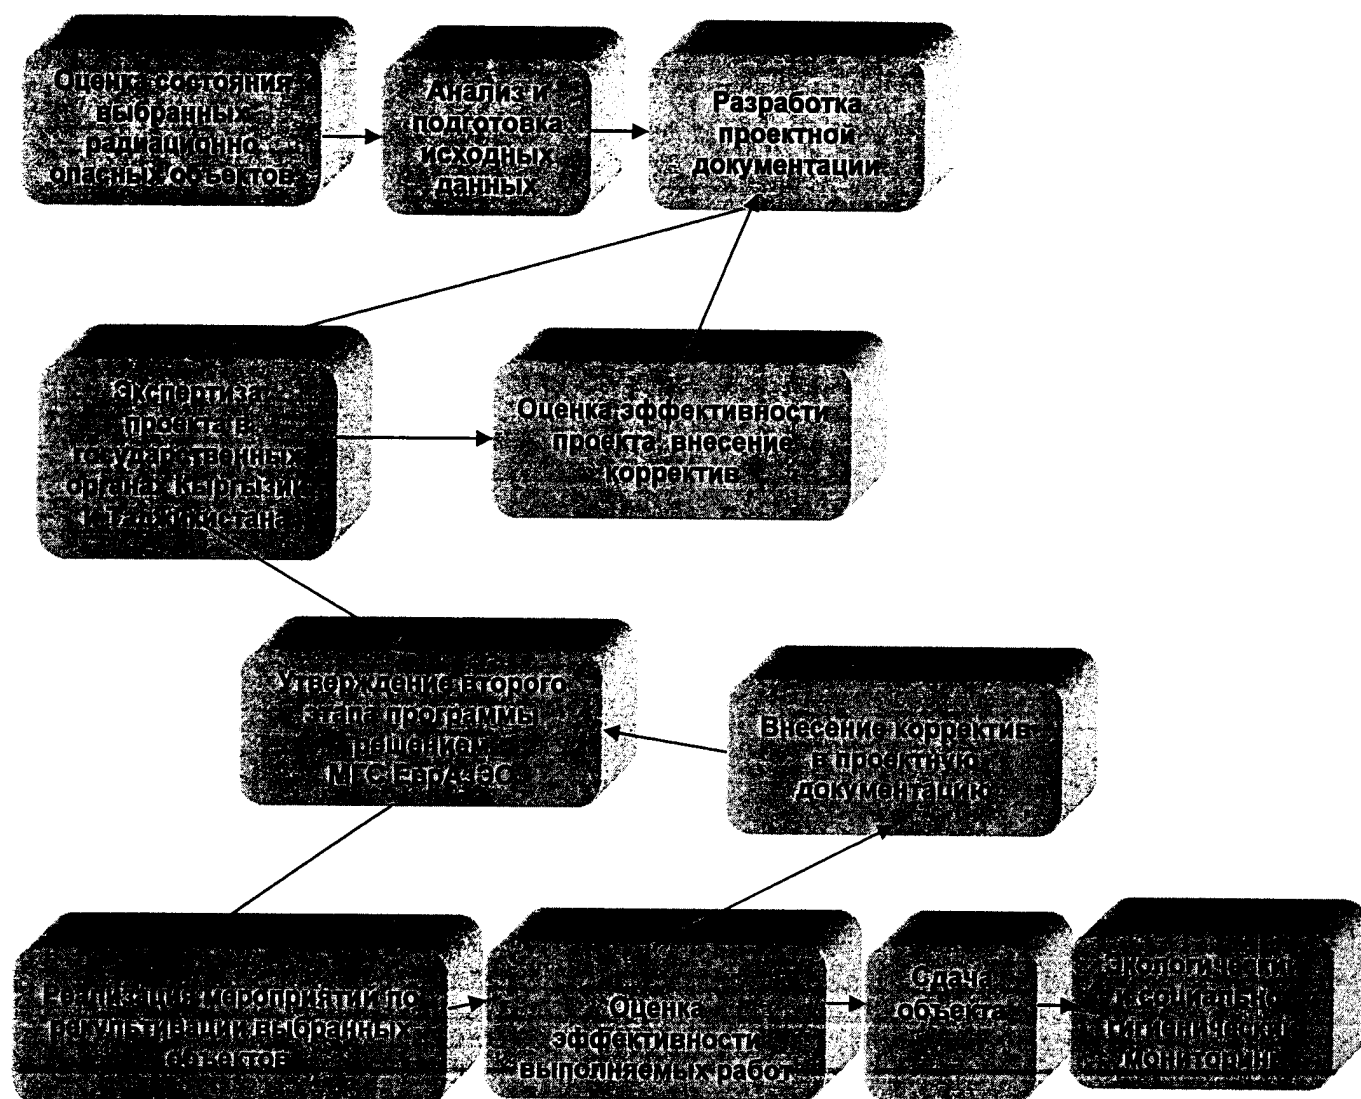 Оценка состояния
выбранных
радиационно
опасных объектов
Анализ и
подготовка
исходных
данных
Разработка
проектной
документации
Экспертиза
проекта в
государственных
органах Кыргызии
и Таджикистана
Оценка эффективности
проекта, внесение
корректив
Утверждение второго
этапа программы
решением
МГС ЕврАзЭС
Внесение корректив
в проектную
документацию
Реализация мероприятий по
рекультивации выбранных
объектов
Оценка
эффективности
выполняемых работ
Сдача
объекта
Экологический
и социально
гигиенический
мониторинг